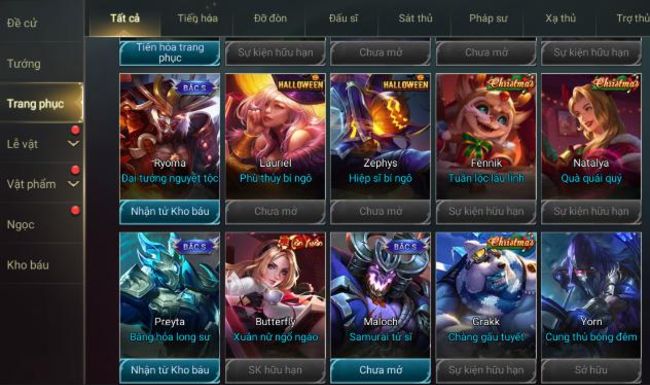 Đề cử
Tướng
Trang phục
Lễ vật
Vật phẩm
Ngọc
Kho báu
Tất cả
Tiến hóa
Đỡ đòn
Đấu sĩ
Sát thủ
Pháp sư
Xạ thủ
Trợ thủ
Tiến hóa trang
phục
Sự kiện hữu hạn
Chưa mở
Chưa mở
Sự kiện hữu hạn
BẬC S
Ryoma
Đại tướng nguyệt tộc
Nhận từ Kho báu
HALLOWEEN
Lauriel
Phù thủy bí ngô
Chưa mở
HALLOWEEN
Zephys
Hiệp sĩ bí ngô
Chưa mở
Christmas
Fennik
Tuần lộc láu lỉnh
Sự kiện hữu hạn
Christmas
Natalya
Quà quái quỷ
Sự kiện hữu hạn
BẬC S
Preyta
Băng hỏa long sư
Nhận từ Kho báu
Butterfly
Xuân nữ ngổ ngáo
SK hữu hạn
BẬC S
Maloch
Samurai tử sĩ
Chưa mở
Christmas
Grakk
Chàng gấu tuyết
Sự kiện hữu hạn
Yorn
Cung thủ bóng đêm
Sở hữu